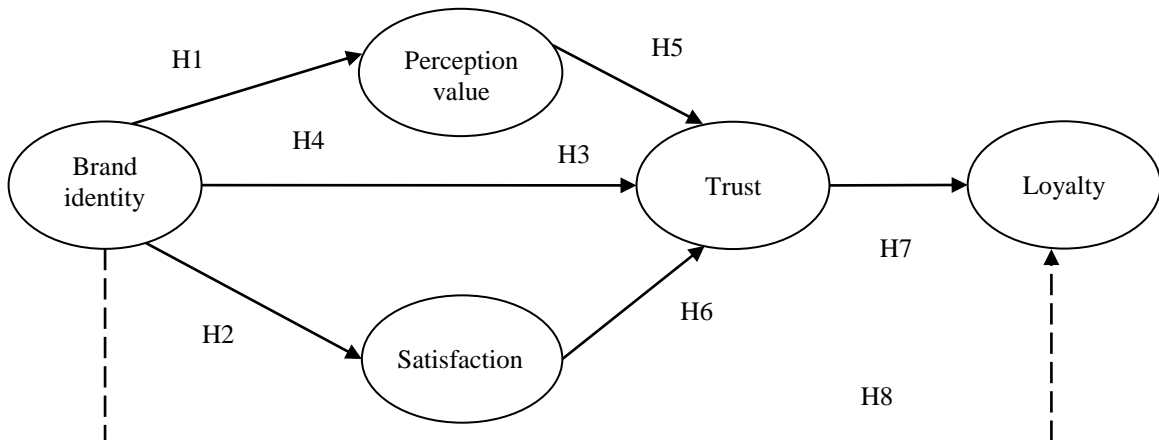 H1
Perception
value
H5
H4
H3
Brand
identity
Trust
Loyalty
H7
H2
Satisfaction
H6
H8